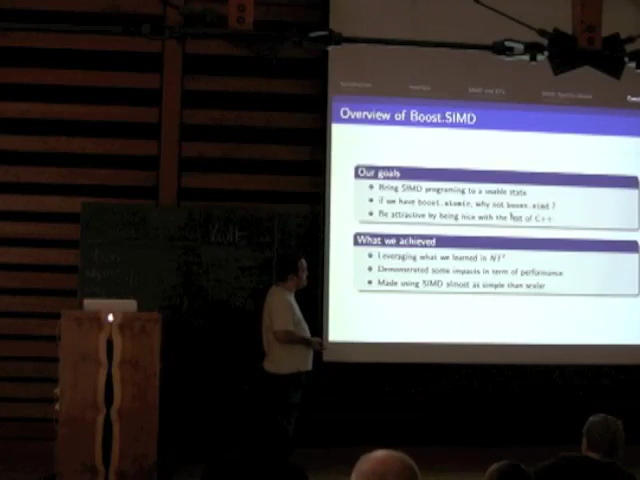 Overview of Boost.SIMD
Our goals
Bring SIMD programing to a usable state
if we have boost.atomic, why not boost.simd ?
Be attractive by being nice with the rest of C++
What we achieved
Leveraging what we learned in NT²
Demonstrated some impacts in term of performance
Made using SIMD almost as simple than scalar